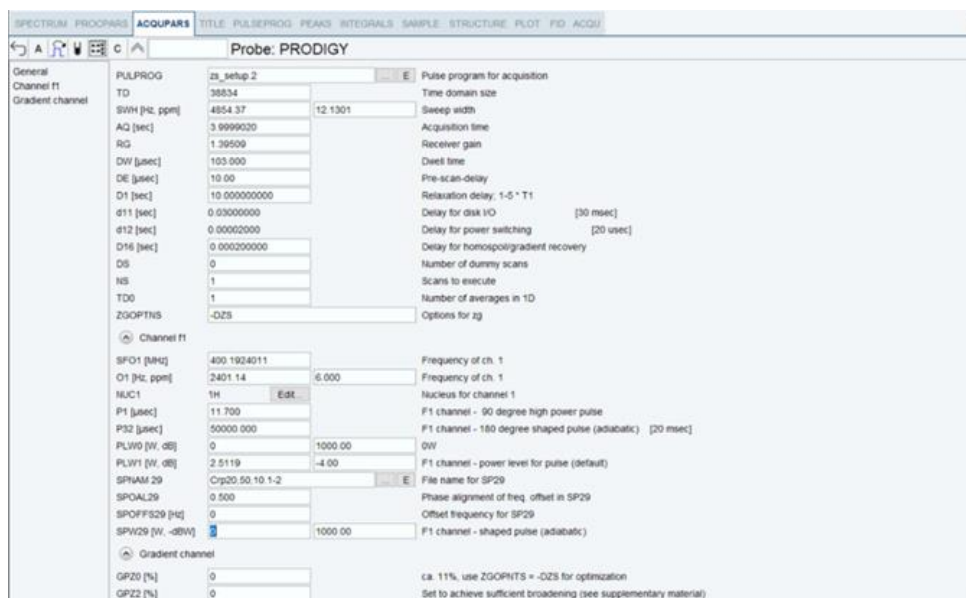 SPECTRUM PROCPARS ACQUPARS TITLE PULSEPROG PEAKS INTEGRALS SAMPLE STRUCTURE PLOT FID ACQU
A C Probe: PRODIGY
General
Channel f1
Gradient channel
PULPROG zs_setup.2 ... E Pulse program for acquisition
TD 38834 Time domain size
SWH [Hz, ppm] 4854.37 12.1301 Sweep width
AQ [sec] 3.9999020 Acquisition time
RG 1.39509 Receiver gain
DW [µsec] 103.000 Dwell time
DE [µsec] 10.00 Pre-scan-delay
D1 [sec] 10.000000000 Relaxation delay; 1-5 * T1
d11 [sec] 0.03000000 Delay for disk I/O [30 msec]
d12 [sec] 0.00002000 Delay for power switching [20 usec]
D16 [sec] 0.000200000 Delay for homospoil/gradient recovery
DS 0 Number of dummy scans
NS 1 Scans to execute
TD0 1 Number of averages in 1D
ZGOPTNS -DZS Options for zg
Channel f1
SFO1 [MHz] 400.1924011 Frequency of ch. 1
O1 [Hz, ppm] 2401.14 6.000 Frequency of ch. 1
NUC1 1H Edit... Nucleus for channel 1
P1 [µsec] 11.700 F1 channel - 90 degree high power pulse
P32 [µsec] 50000.000 F1 channel - 180 degree shaped pulse (adiabatic) [20 msec]
PLW0 [W, dB] 0 1000.00 0W
PLW1 [W, dB] 2.5119 -4.00 F1 channel - power level for pulse (default)
SPNAM 29 Crp20.50.10.1-2 ... E File name for SP29
SPOAL29 0.500 Phase alignment of freq. offset in SP29
SPOFFS29 [Hz] 0 Offset frequency for SP29
SPW29 [W, -dBW] 0 1000.00 F1 channel - shaped pulse (adiabatic)
Gradient channel
GPZ0 [%] 0 ca. 11%, use ZGOPNTS = -DZS for optimization
GPZ2 [%] 0 Set to achieve sufficient broadening (see supplementary material)